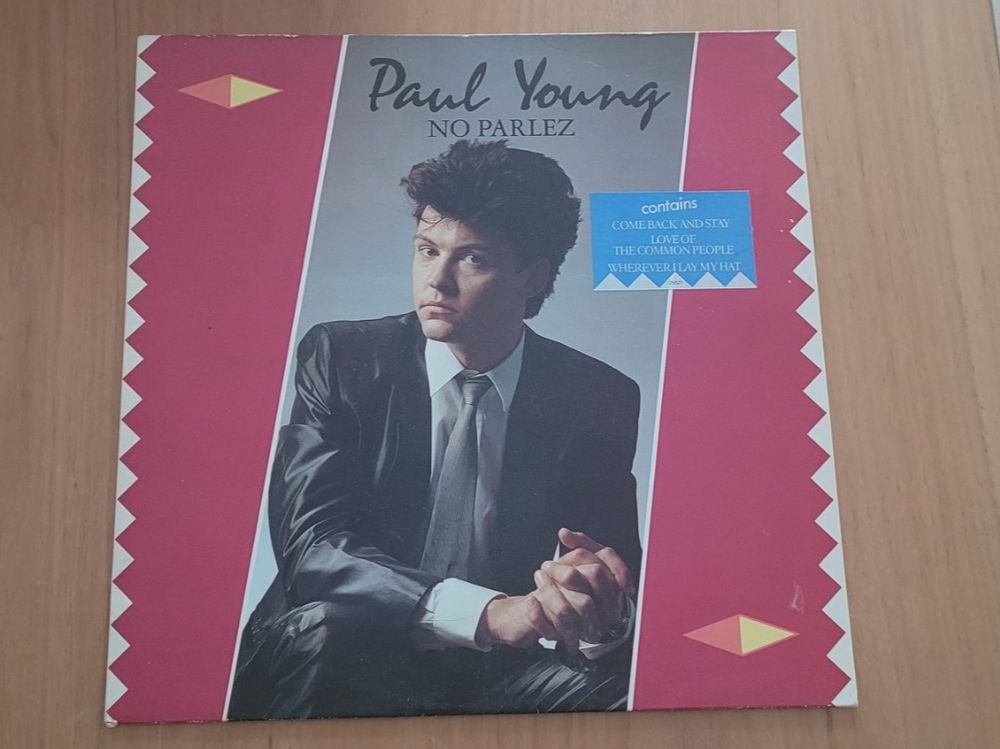 Paul Young
NO PARLEZ
contains
COME BACK AND STAY
LOVE OF
THE COMMON PEOPLE
WHEREVER I LAY MY HAT